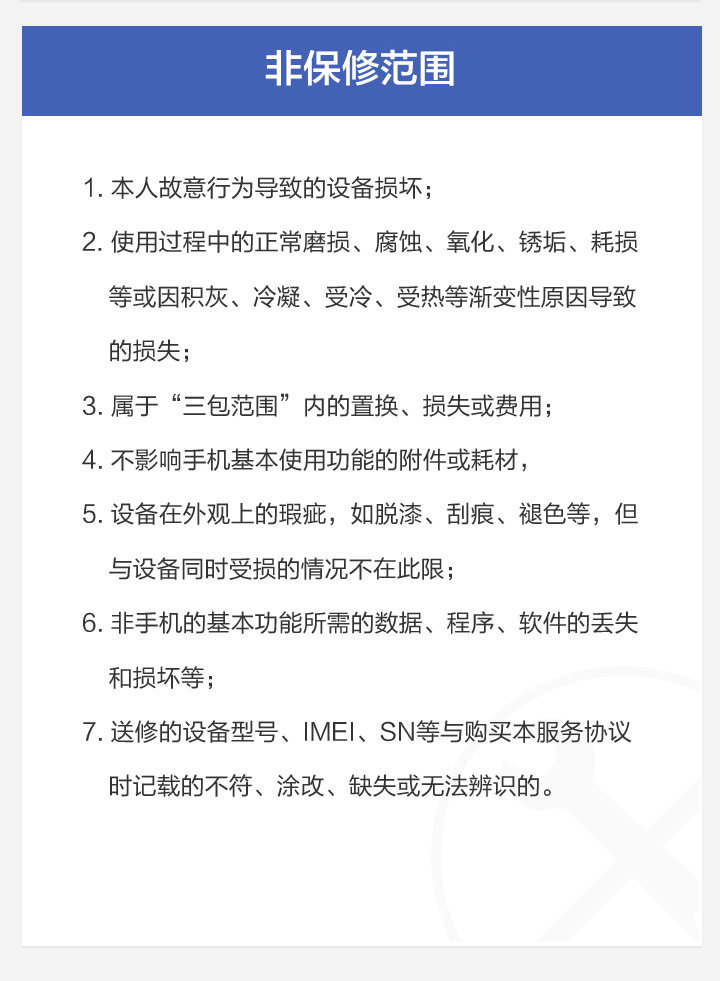 非保修范围
1. 本人故意行为导致的设备损坏；
2. 使用过程中的正常磨损、腐蚀、氧化、锈垢、耗损
等或因积灰、冷凝、受冷、受热等渐变性原因导致
的损失；
3. 属于“三包范围”内的置换、损失或费用；
4. 不影响手机基本使用功能的附件或耗材，
5. 设备在外观上的瑕疵，如脱漆、刮痕、褪色等，但
与设备同时受损的情况不在此限；
6. 非手机的基本功能所需的数据、程序、软件的丢失
和损坏等；
7. 送修的设备型号、IMEI、SN等与购买本服务协议
时记载的不符、涂改、缺失或无法辨识的。